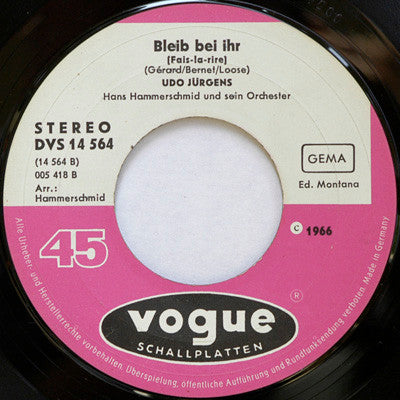 Bleib bei ihr
(Fais-la-rire)
(Gérard/Bernet/Loose)
UDO JÜRGENS
Hans Hammerschmid und sein Orchester
STEREO
DVS 14 564
(14 564 B)
005 418 B
Arr.:
Hammerschmid
GEMA
Ed. Montana
45
© 1966
®
vogue
SCHALLPLATTEN
Alle Urheber- und Herstellerrechte vorbehalten. Überspielung, öffentliche Aufführung und Rundfunksendung verboten. Made in Germany